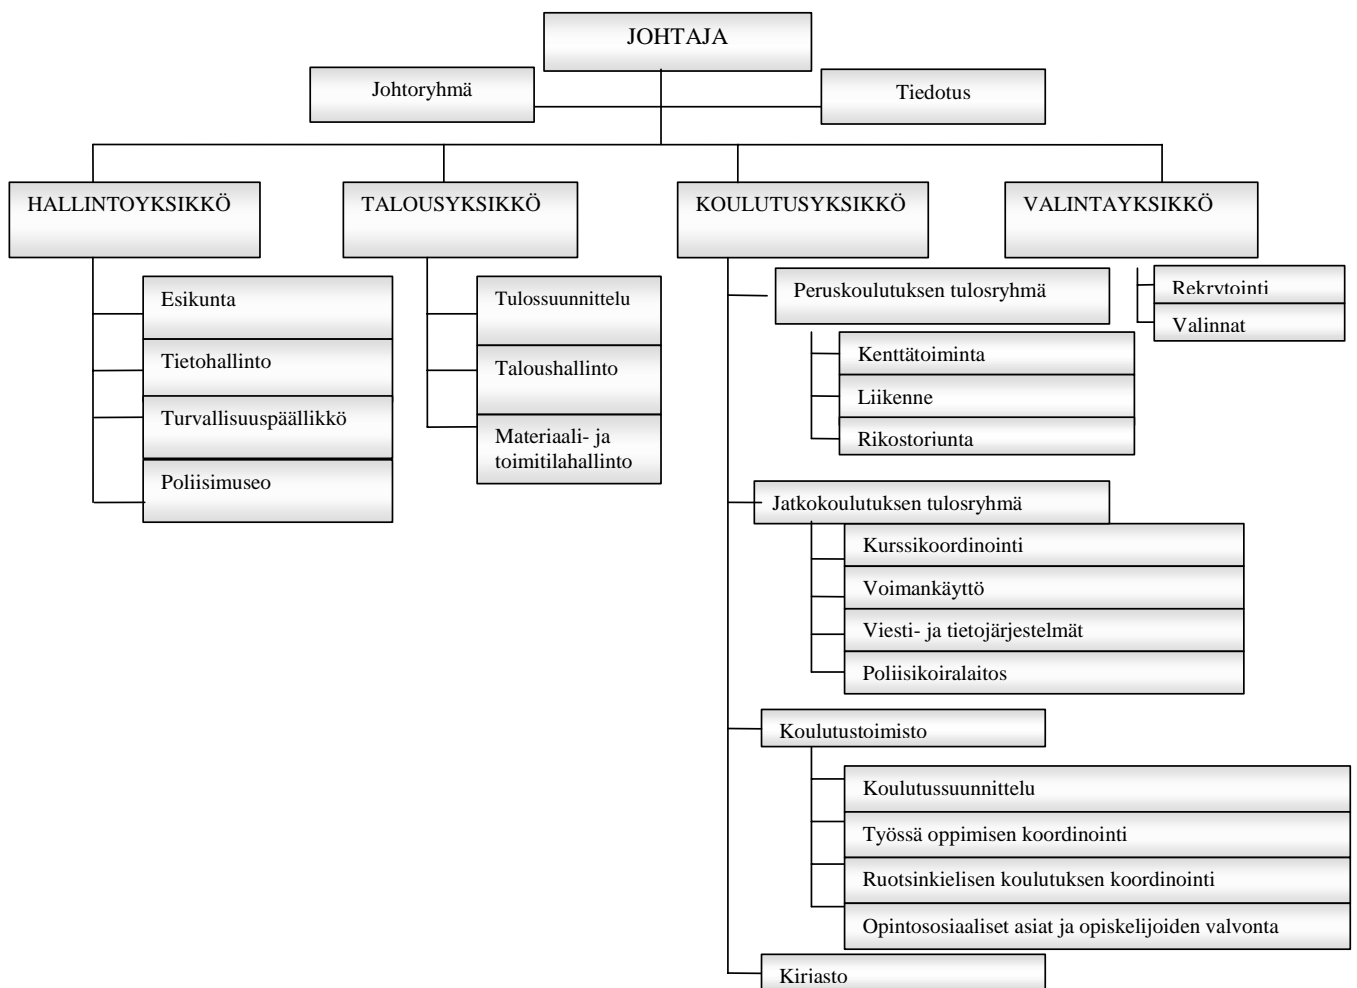 JOHTAJA
Johtoryhmä
Tiedotus
HALLINTOYKSIKKÖ
TALOUSYKSIKKÖ
KOULUTUSYKSIKKÖ
VALINTAYKSIKKÖ
Esikunta
Tietohallinto
Turvallisuuspäällikkö
Poliisimuseo
Tulossuunnittelu
Taloushallinto
Materiaali- ja
toimitilahallinto
Peruskoulutuksen tulosryhmä
Kenttätoiminta
Liikenne
Rikostoriunta
Jatkokoulutuksen tulosryhmä
Kurssikoordinointi
Voimankäyttö
Viesti- ja tietojärjestelmät
Poliisikoiralaitos
Koulutustoimisto
Koulutussuunnittelu
Työssä oppimisen koordinointi
Ruotsinkielisen koulutuksen koordinointi
Opintososiaaliset asiat ja opiskelijoiden valvonta
Kirjasto
Rekrytointi
Valinnat